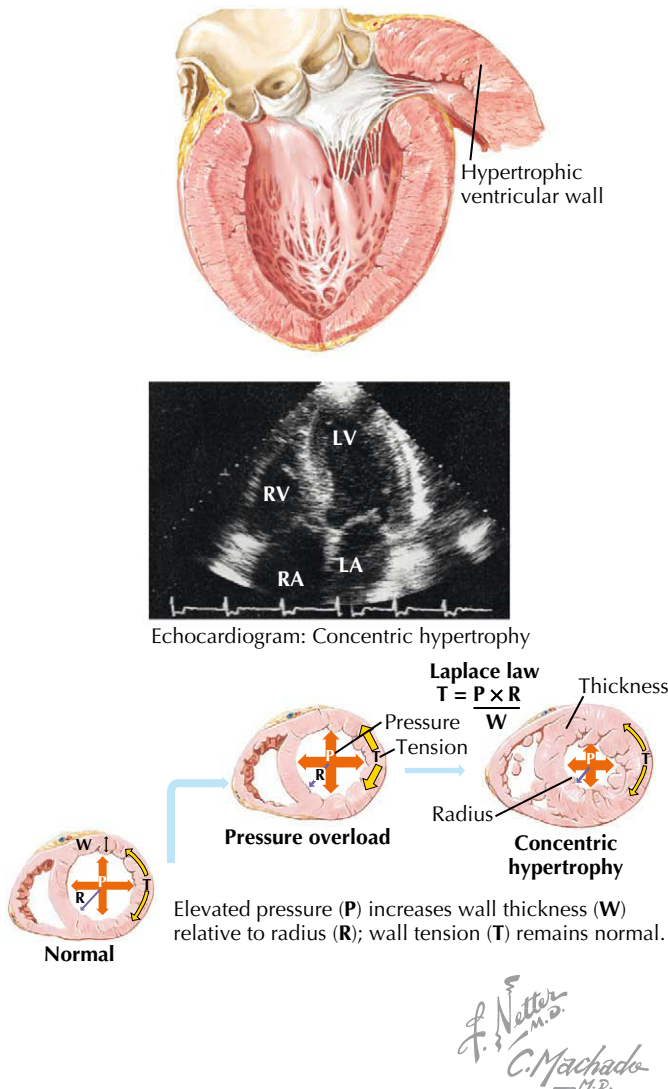 Hypertrophic
ventricular wall
LV
RV
RA
LA
Echocardiogram: Concentric hypertrophy
Laplace law
T = P × R
W
Thickness
Pressure
Tension
P
R
T
Radius
P
T
Pressure overload
Concentric
hypertrophy
W
P
R
T
Normal
Elevated pressure (P) increases wall thickness (W)
relative to radius (R); wall tension (T) remains normal.
F. Netter
M.D.
C. Machado
M.D.